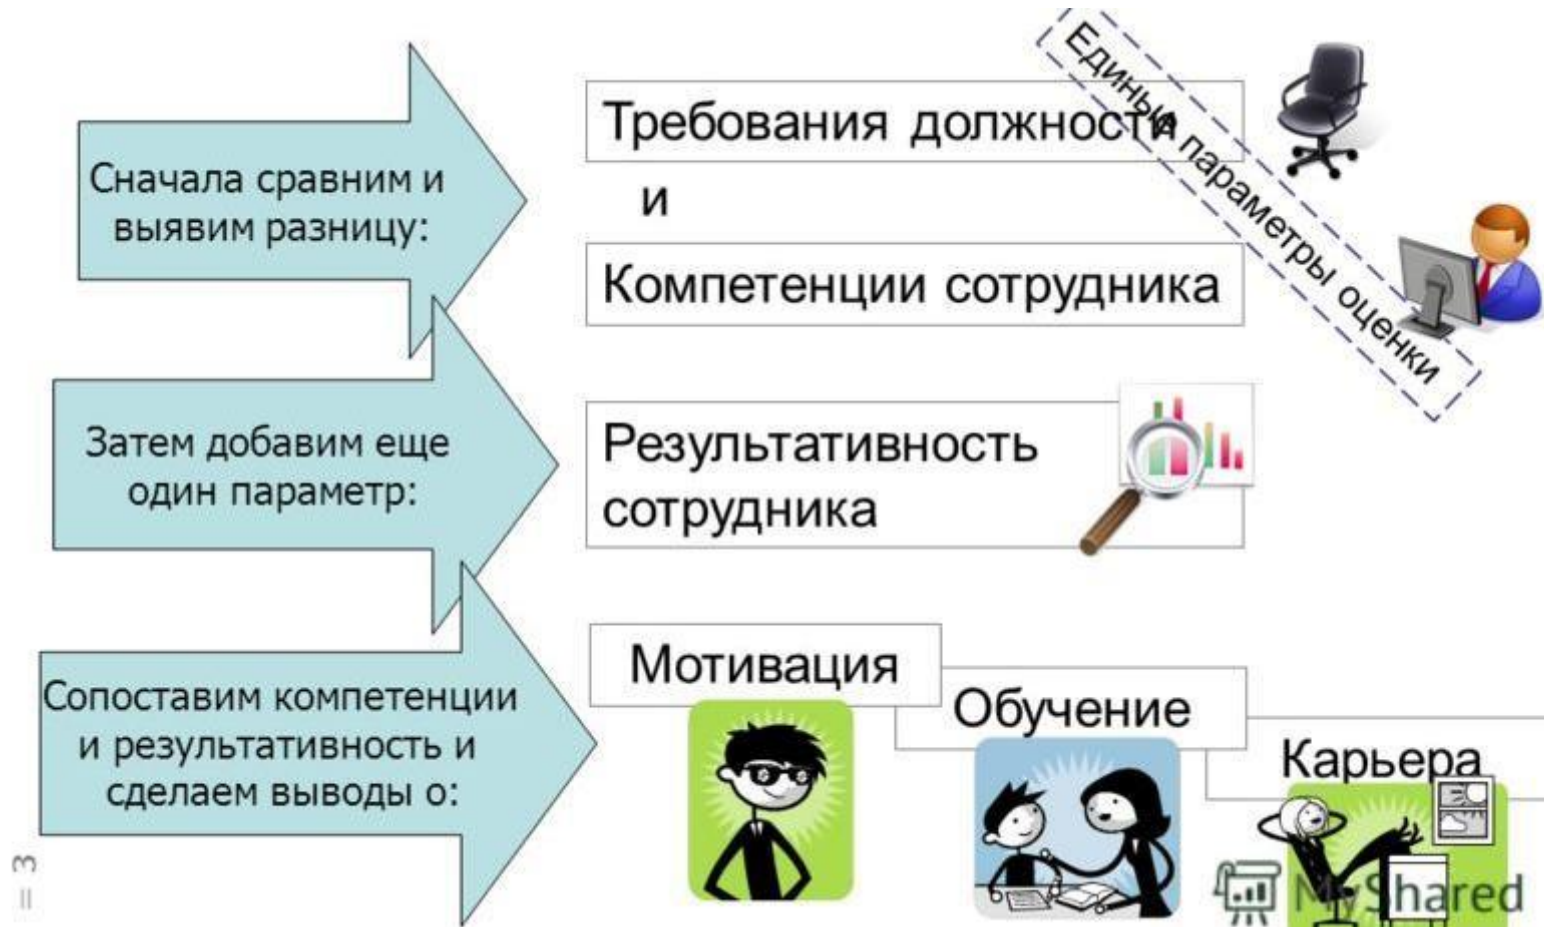 Сначала сравним и
выявим разницу:
Требования должности
и
Компетенции сотрудника
Единые параметры оценки
Затем добавим еще
один параметр:
Результативность
сотрудника
Сопоставим компетенции
и результативность и
сделаем выводы о:
Мотивация
Обучение
Карьера
= 3
MyShared